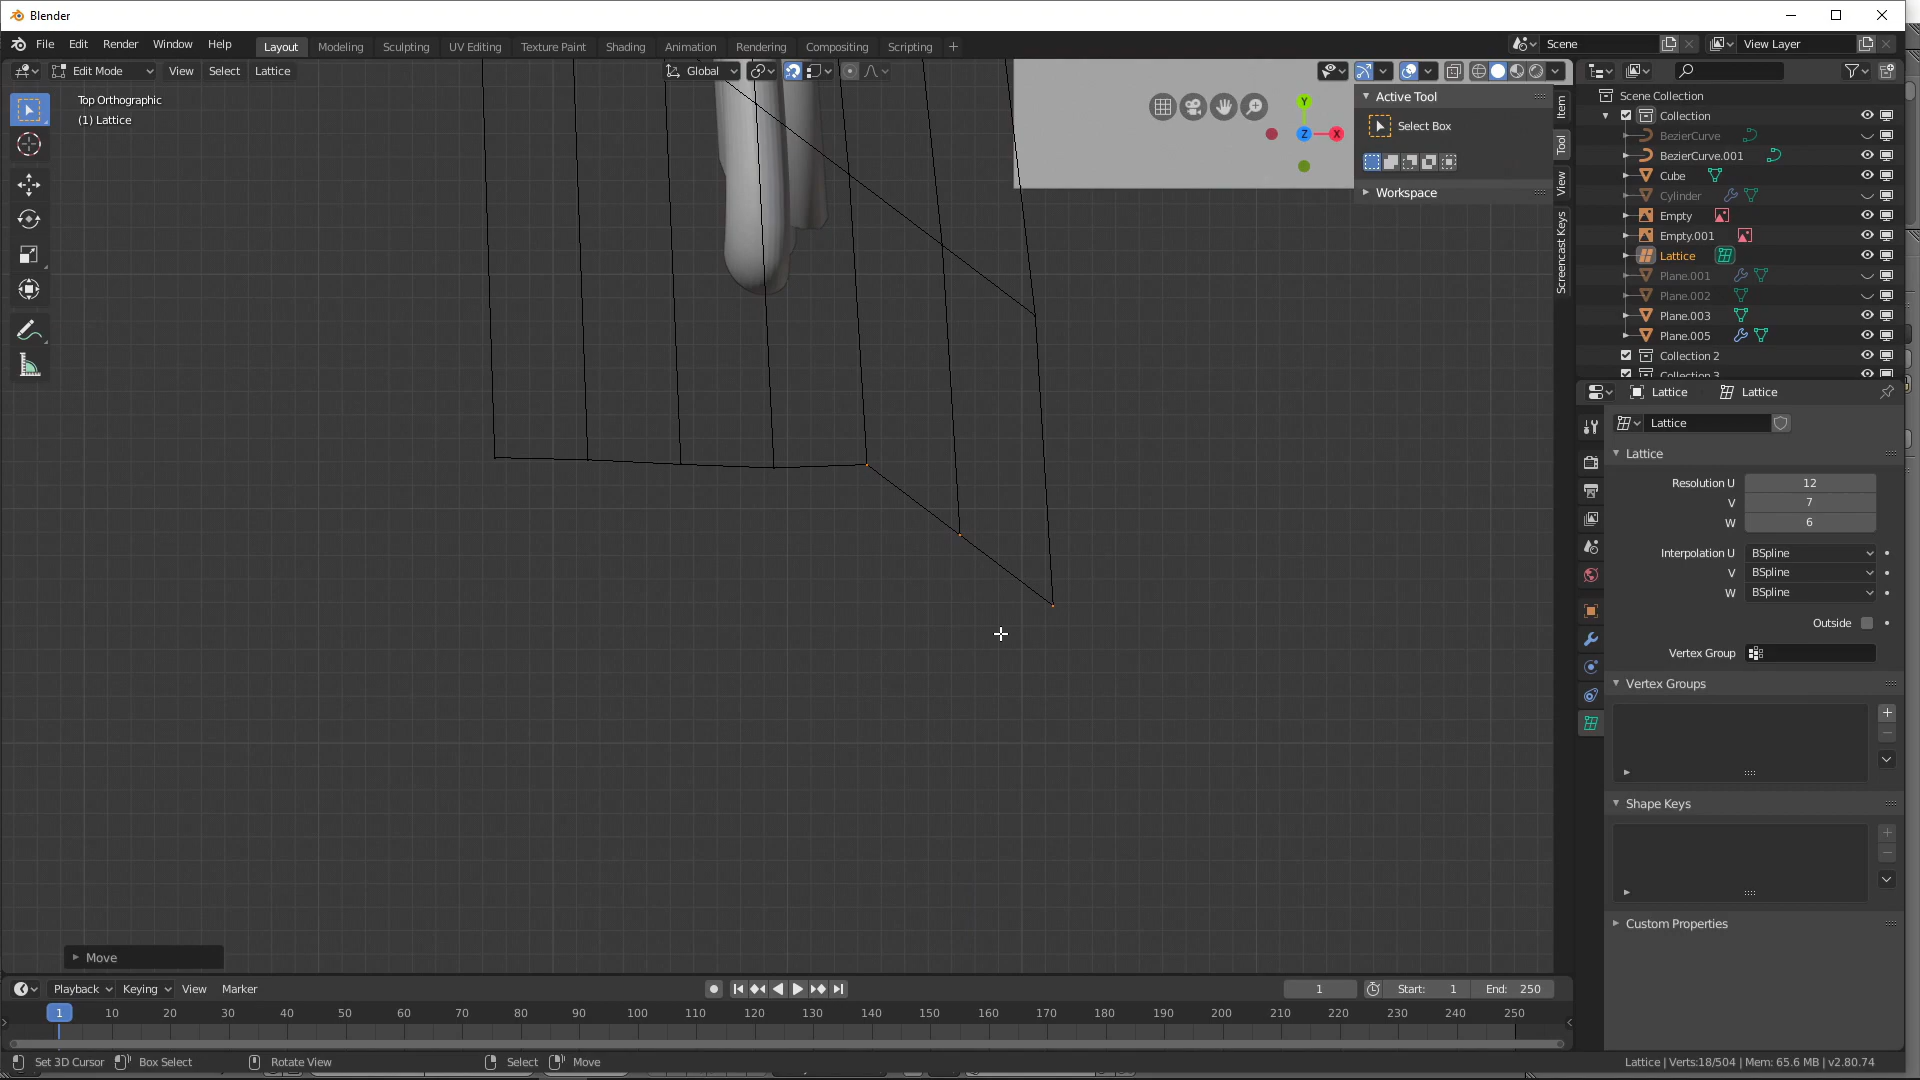 Blender
File Edit Render Window Help
Layout Modeling Sculpting UV Editing Texture Paint Shading Animation Rendering Compositing Scripting +
Scene
View Layer
Edit Mode View Select Lattice
Global
Top Orthographic
(1) Lattice
Y
Z
X
Active Tool
Select Box
Workspace
Item
Tool
View
Screencast Keys
Scene Collection
Collection
BezierCurve
BezierCurve.001
Cube
Cylinder
Empty
Empty.001
Lattice
Plane.001
Plane.002
Plane.003
Plane.005
Collection 2
Collection 3
Lattice Lattice
Lattice
Lattice
Resolution U 12
V 7
W 6
Interpolation U BSpline
V BSpline
W BSpline
Outside
Vertex Group
Vertex Groups
Shape Keys
Custom Properties
Move
Playback Keying View Marker
1
Start: 1
End: 250
1 10 20 30 40 50 60 70 80 90 100 110 120 130 140 150 160 170 180 190 200 210 220 230 240 250
Set 3D Cursor Box Select Rotate View Select Move
Lattice | Verts:18/504 | Mem: 65.6 MB | v2.80.74